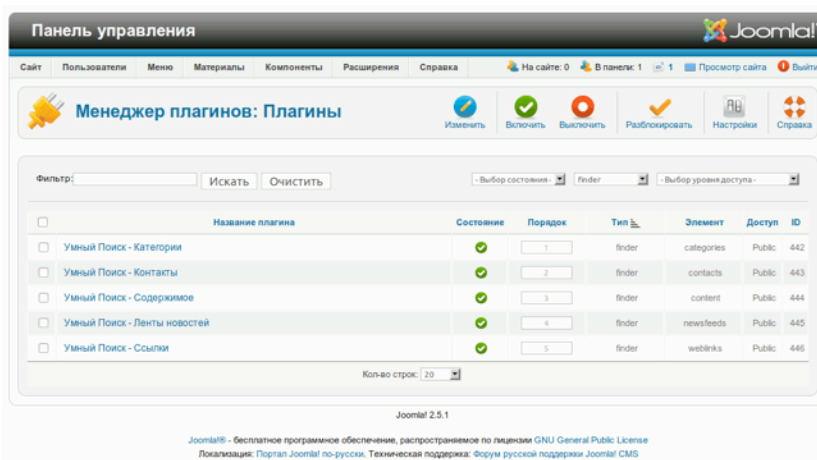 Панель управления
Joomla!
Сайт Пользователи Меню Материалы Компоненты Расширения Справка На сайте: 0 В панели: 1 1 Просмотр сайта Выйти
Менеджер плагинов: Плагины
Изменить Включить Выключить Разблокировать Настройки Справка
Фильтр: Искать Очистить - Выбор состояния - finder - Выбор уровня доступа -
Название плагина Состояние Порядок Тип Элемент Доступ ID
Умный Поиск - Категории 1 finder categories Public 442
Умный Поиск - Контакты 2 finder contacts Public 443
Умный Поиск - Содержимое 3 finder content Public 444
Умный Поиск - Ленты новостей 4 finder newsfeeds Public 445
Умный Поиск - Ссылки 5 finder weblinks Public 446
Кол-во строк: 20
Joomla! 2.5.1
Joomla!® - бесплатное программное обеспечение, распространяемое по лицензии GNU General Public License
Локализация: Портал Joomla! по-русски. Техническая поддержка: Форум русской поддержки Joomla! CMS